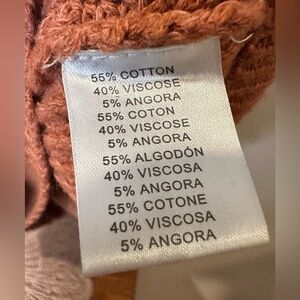 55% COTTON
40% VISCOSE
5% ANGORA
55% COTON
40% VISCOSE
5% ANGORA
55% ALGODÓN
40% VISCOSA
5% ANGORA
55% COTONE
40% VISCOSA
5% ANGORA